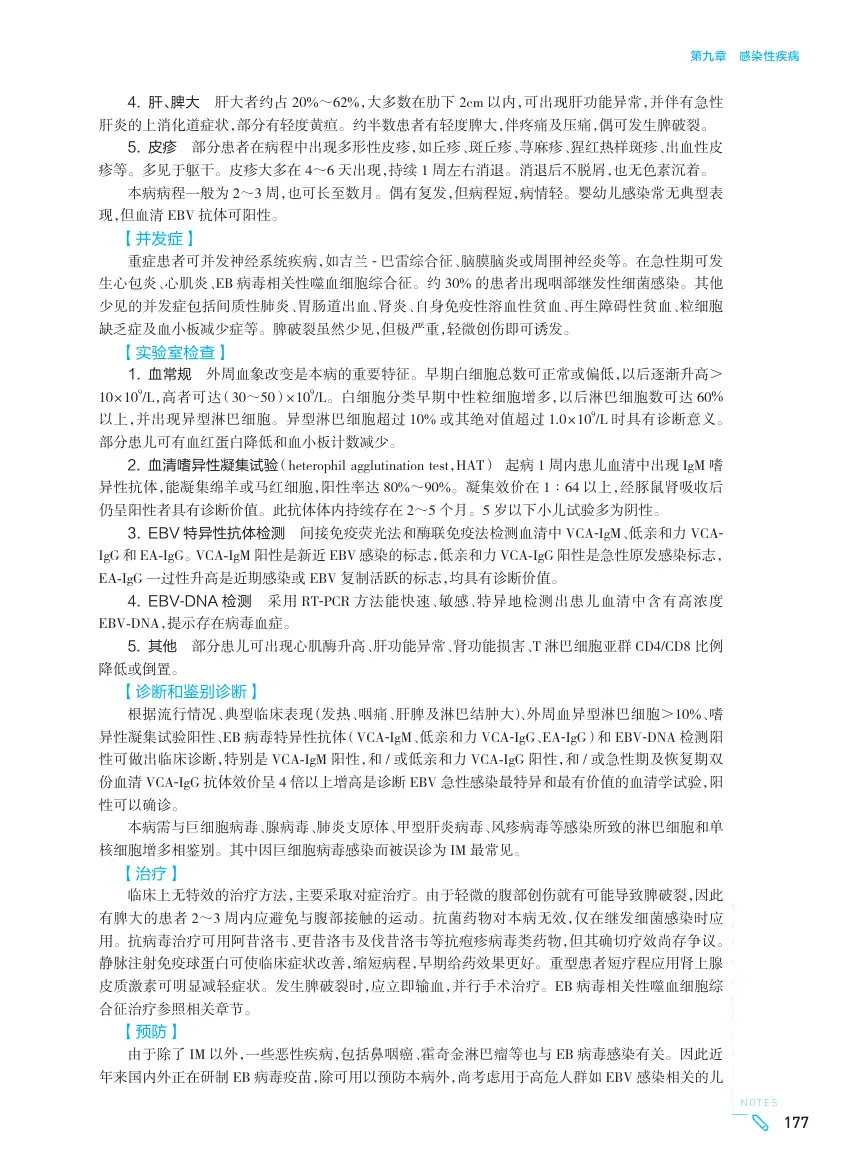 第九章 感染性疾病
4. 肝、脾大 肝大者约占 20%～62%,大多数在肋下 2cm 以内,可出现肝功能异常,并伴有急性
肝炎的上消化道症状,部分有轻度黄疸。约半数患者有轻度脾大,伴疼痛及压痛,偶可发生脾破裂。
5. 皮疹 部分患者在病程中出现多形性皮疹,如丘疹、斑丘疹、荨麻疹、猩红热样斑疹、出血性皮
疹等。多见于躯干。皮疹大多在 4～6 天出现,持续 1 周左右消退。消退后不脱屑,也无色素沉着。
本病病程一般为 2～3 周,也可长至数月。偶有复发,但病程短,病情轻。婴幼儿感染常无典型表
现,但血清 EBV 抗体可阳性。
【并发症】
重症患者可并发神经系统疾病,如吉兰 - 巴雷综合征、脑膜脑炎或周围神经炎等。在急性期可发
生心包炎、心肌炎、EB 病毒相关性噬血细胞综合征。约 30% 的患者出现咽部继发性细菌感染。其他
少见的并发症包括间质性肺炎、胃肠道出血、肾炎、自身免疫性溶血性贫血、再生障碍性贫血、粒细胞
缺乏症及血小板减少症等。脾破裂虽然少见,但极严重,轻微创伤即可诱发。
【实验室检查】
1. 血常规 外周血象改变是本病的重要特征。早期白细胞总数可正常或偏低,以后逐渐升高＞
10×10⁹/L,高者可达（30～50）×10⁹/L。白细胞分类早期中性粒细胞增多,以后淋巴细胞数可达 60%
以上,并出现异型淋巴细胞。异型淋巴细胞超过 10% 或其绝对值超过 1.0×10⁹/L 时具有诊断意义。
部分患儿可有血红蛋白降低和血小板计数减少。
2. 血清嗜异性凝集试验（heterophil agglutination test,HAT） 起病 1 周内患儿血清中出现 IgM 嗜
异性抗体,能凝集绵羊或马红细胞,阳性率达 80%～90%。凝集效价在 1∶64 以上,经豚鼠肾吸收后
仍呈阳性者具有诊断价值。此抗体体内持续存在 2～5 个月。5 岁以下小儿试验多为阴性。
3. EBV 特异性抗体检测 间接免疫荧光法和酶联免疫法检测血清中 VCA-IgM、低亲和力 VCA-
IgG 和 EA-IgG。VCA-IgM 阳性是新近 EBV 感染的标志,低亲和力 VCA-IgG 阳性是急性原发感染标志,
EA-IgG 一过性升高是近期感染或 EBV 复制活跃的标志,均具有诊断价值。
4. EBV-DNA 检测 采用 RT-PCR 方法能快速、敏感、特异地检测出患儿血清中含有高浓度
EBV-DNA,提示存在病毒血症。
5. 其他 部分患儿可出现心肌酶升高、肝功能异常、肾功能损害、T 淋巴细胞亚群 CD4/CD8 比例
降低或倒置。
【诊断和鉴别诊断】
根据流行情况、典型临床表现（发热、咽痛、肝脾及淋巴结肿大）、外周血异型淋巴细胞＞10%、嗜
异性凝集试验阳性、EB 病毒特异性抗体（VCA-IgM、低亲和力 VCA-IgG、EA-IgG）和 EBV-DNA 检测阳
性可做出临床诊断,特别是 VCA-IgM 阳性,和 / 或低亲和力 VCA-IgG 阳性,和 / 或急性期及恢复期双
份血清 VCA-IgG 抗体效价呈 4 倍以上增高是诊断 EBV 急性感染最特异和最有价值的血清学试验,阳
性可以确诊。
本病需与巨细胞病毒、腺病毒、肺炎支原体、甲型肝炎病毒、风疹病毒等感染所致的淋巴细胞和单
核细胞增多相鉴别。其中因巨细胞病毒感染而被误诊为 IM 最常见。
【治疗】
临床上无特效的治疗方法,主要采取对症治疗。由于轻微的腹部创伤就有可能导致脾破裂,因此
有脾大的患者 2～3 周内应避免与腹部接触的运动。抗菌药物对本病无效,仅在继发细菌感染时应
用。抗病毒治疗可用阿昔洛韦、更昔洛韦及伐昔洛韦等抗疱疹病毒类药物,但其确切疗效尚存争议。
静脉注射免疫球蛋白可使临床症状改善,缩短病程,早期给药效果更好。重型患者短疗程应用肾上腺
皮质激素可明显减轻症状。发生脾破裂时,应立即输血,并行手术治疗。EB 病毒相关性噬血细胞综
合征治疗参照相关章节。
【预防】
由于除了 IM 以外,一些恶性疾病,包括鼻咽癌、霍奇金淋巴瘤等也与 EB 病毒感染有关。因此近
年来国内外正在研制 EB 病毒疫苗,除可用以预防本病外,尚考虑用于高危人群如 EBV 感染相关的儿
NOTES
177